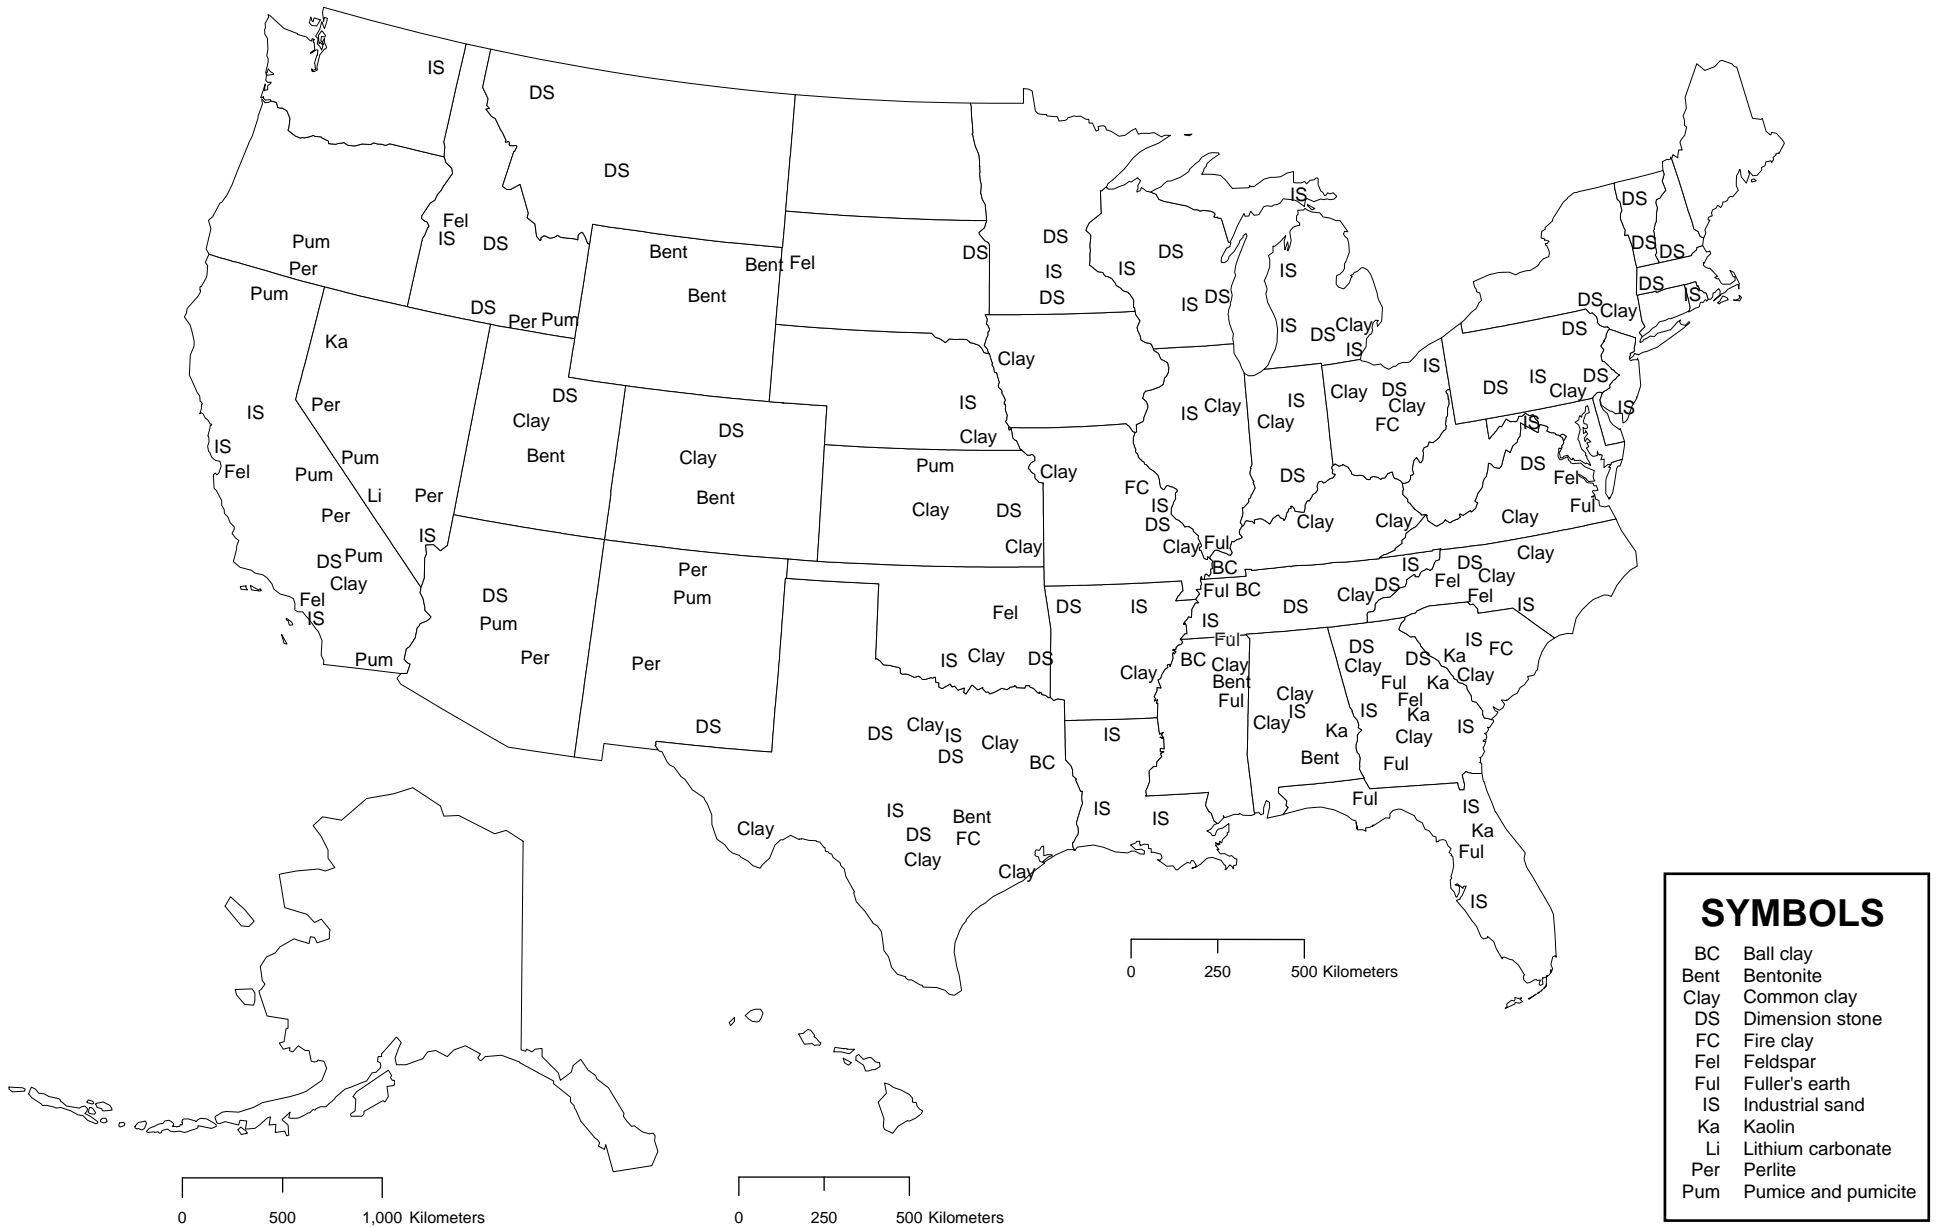 IS
DS
DS
IS
DS
Fel
IS
DS
Pum
Per
Bent
Bent
Fel
Bent
DS
DS
IS
DS
IS
DS
IS
DS
IS
DS
DS
DS
DS
IS
DS
Clay
DS
Pum
DS
Per
Pum
IS
DS
Clay
IS
Ka
Clay
IS
Clay
DS
Clay
FC
IS
DS
IS
Clay
DS
IS
Per
DS
Clay
Bent
DS
Clay
Bent
IS
Clay
IS
Clay
Clay
IS
DS
IS
IS
Fel
Pum
Pum
Li
Per
Per
IS
Pum
Clay
DS
Clay
Clay
FC
IS
DS
Clay
Ful
BC
Clay
Clay
DS
Fel
Ful
Clay
DS
Pum
Clay
Fel
IS
Pum
DS
Pum
Per
Per
Pum
Per
DS
Fel
IS
Clay
DS
DS
IS
Clay
Ful
BC
IS
DS
Clay
DS
IS
Fel
DS
Clay
Clay
Fel
IS
Ful
BC
Clay
Bent
Ful
Clay
IS
Clay
Ka
Bent
DS
Clay
DS
Ful
Ka
Fel
Ka
IS
Clay
IS
Ful
IS
FC
Ka
Clay
DS
Clay
IS
DS
Clay
BC
IS
DS
Clay
Bent
FC
Clay
Clay
IS
IS
IS
Ful
IS
Ka
Ful
IS
0 250 500 Kilometers
0 500 1,000 Kilometers
0 250 500 Kilometers
SYMBOLS
BC Ball clay
Bent Bentonite
Clay Common clay
DS Dimension stone
FC Fire clay
Fel Feldspar
Ful Fuller's earth
IS Industrial sand
Ka Kaolin
Li Lithium carbonate
Per Perlite
Pum Pumice and pumicite